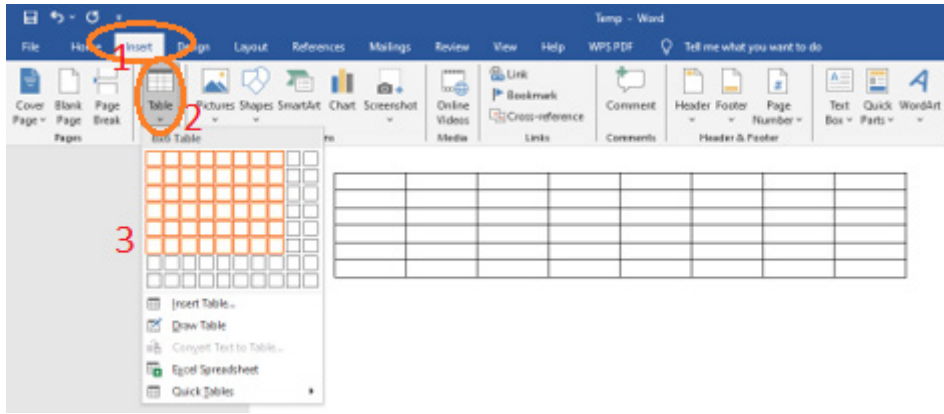 Temp - Word
File Home Insert Design Layout References Mailings Review View Help WPS PDF Tell me what you want to do
1
Cover Page Blank Page Page Break Table Pictures Shapes SmartArt Chart Screenshot Online Videos Link Bookmark Cross-reference Comment Header Footer Page Number Text Box Quick Parts WordArt
2
Pages Media Links Comments Header & Footer
8x6 Table
3
Insert Table...
Draw Table
Convert Text to Table...
Excel Spreadsheet
Quick Tables